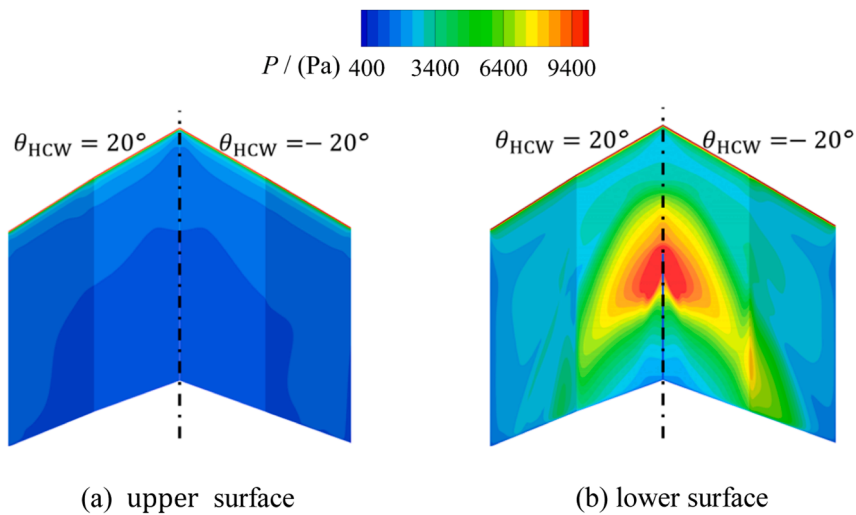 P / (Pa) 400 3400 6400 9400
θHCW = 20° θHCW =− 20° θHCW = 20° θHCW =− 20°
(a) upper surface (b) lower surface